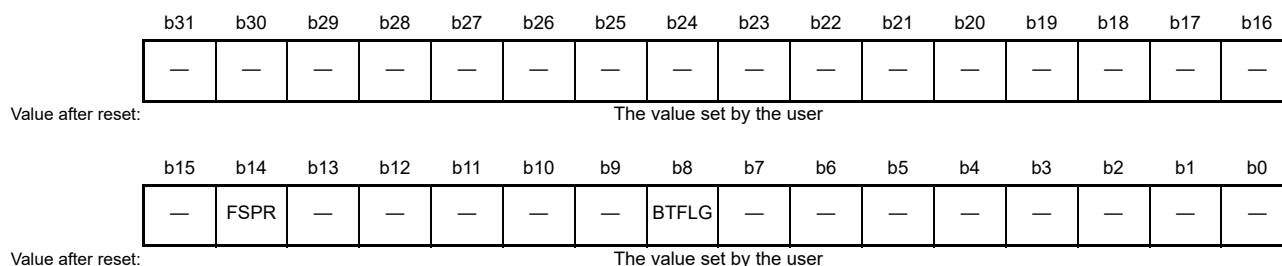 b31 b30 b29 b28 b27 b26 b25 b24 b23 b22 b21 b20 b19 b18 b17 b16
— — — — — — — — — — — — — — — —
Value after reset: The value set by the user
b15 b14 b13 b12 b11 b10 b9 b8 b7 b6 b5 b4 b3 b2 b1 b0
— FSPR — — — — — BTFLG — — — — — — — —
Value after reset: The value set by the user